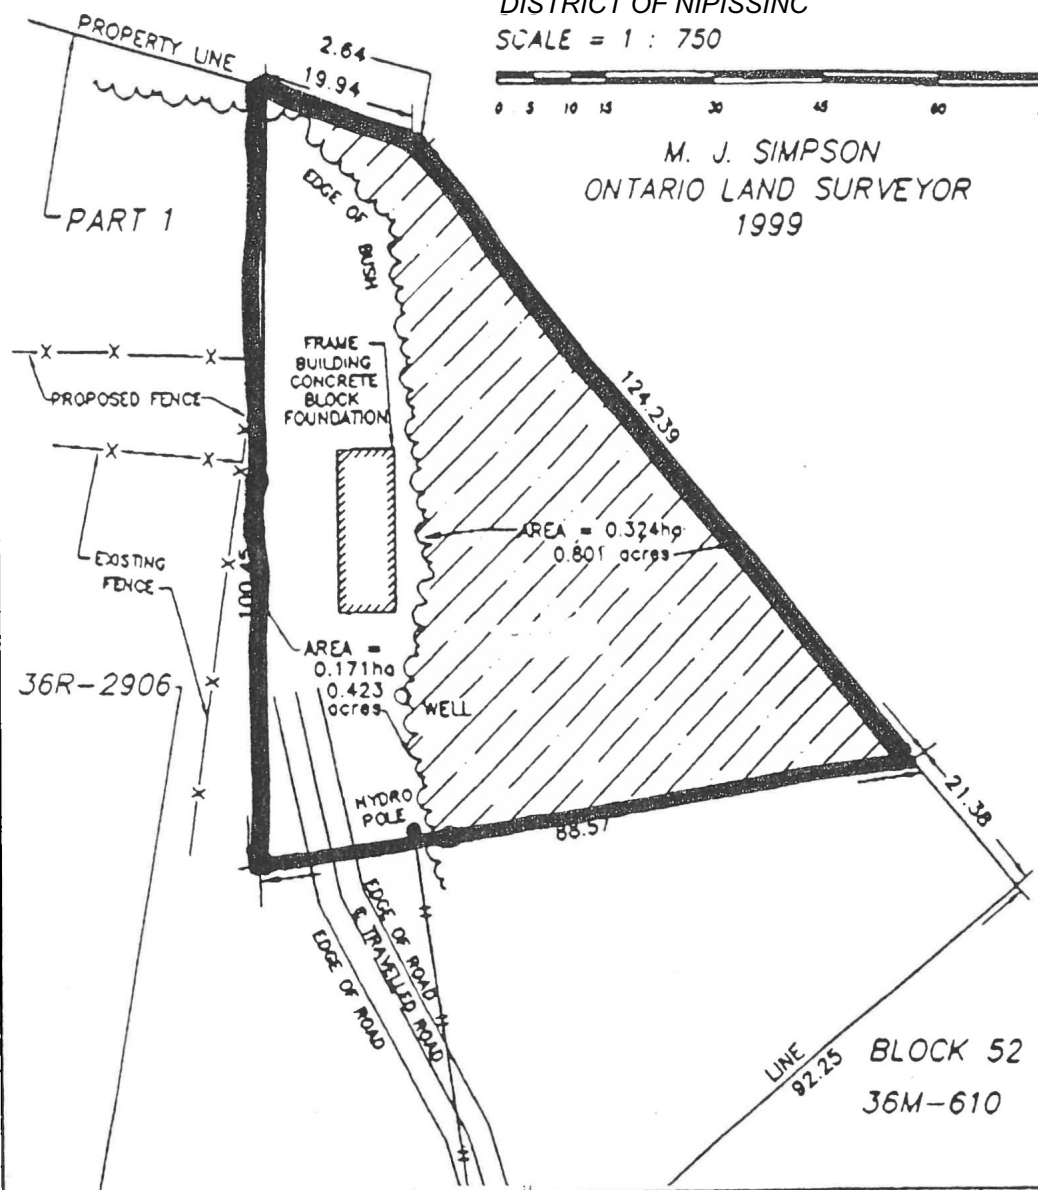 DISTRICT OF NIPISSINC
SCALE = 1 : 750
0 5 10 15 30 45 60
M. J. SIMPSON
ONTARIO LAND SURVEYOR
1999
PROPERTY LINE
2.64
19.94
PART 1
EDGE OF BUSH
FRAME
BUILDING
CONCRETE
BLOCK
FOUNDATION
PROPOSED FENCE
124.239
AREA = 0.324ha
0.801 acres
EXISTING
FENCE
100.45
AREA =
0.171ha
0.423
acres
36R-2906
WELL
HYDRO
POLE
88.57
21.38
EDGE OF ROAD
℄ TRAVELLED ROAD
EDGE OF ROAD
LINE
92.25
BLOCK 52
36M-610